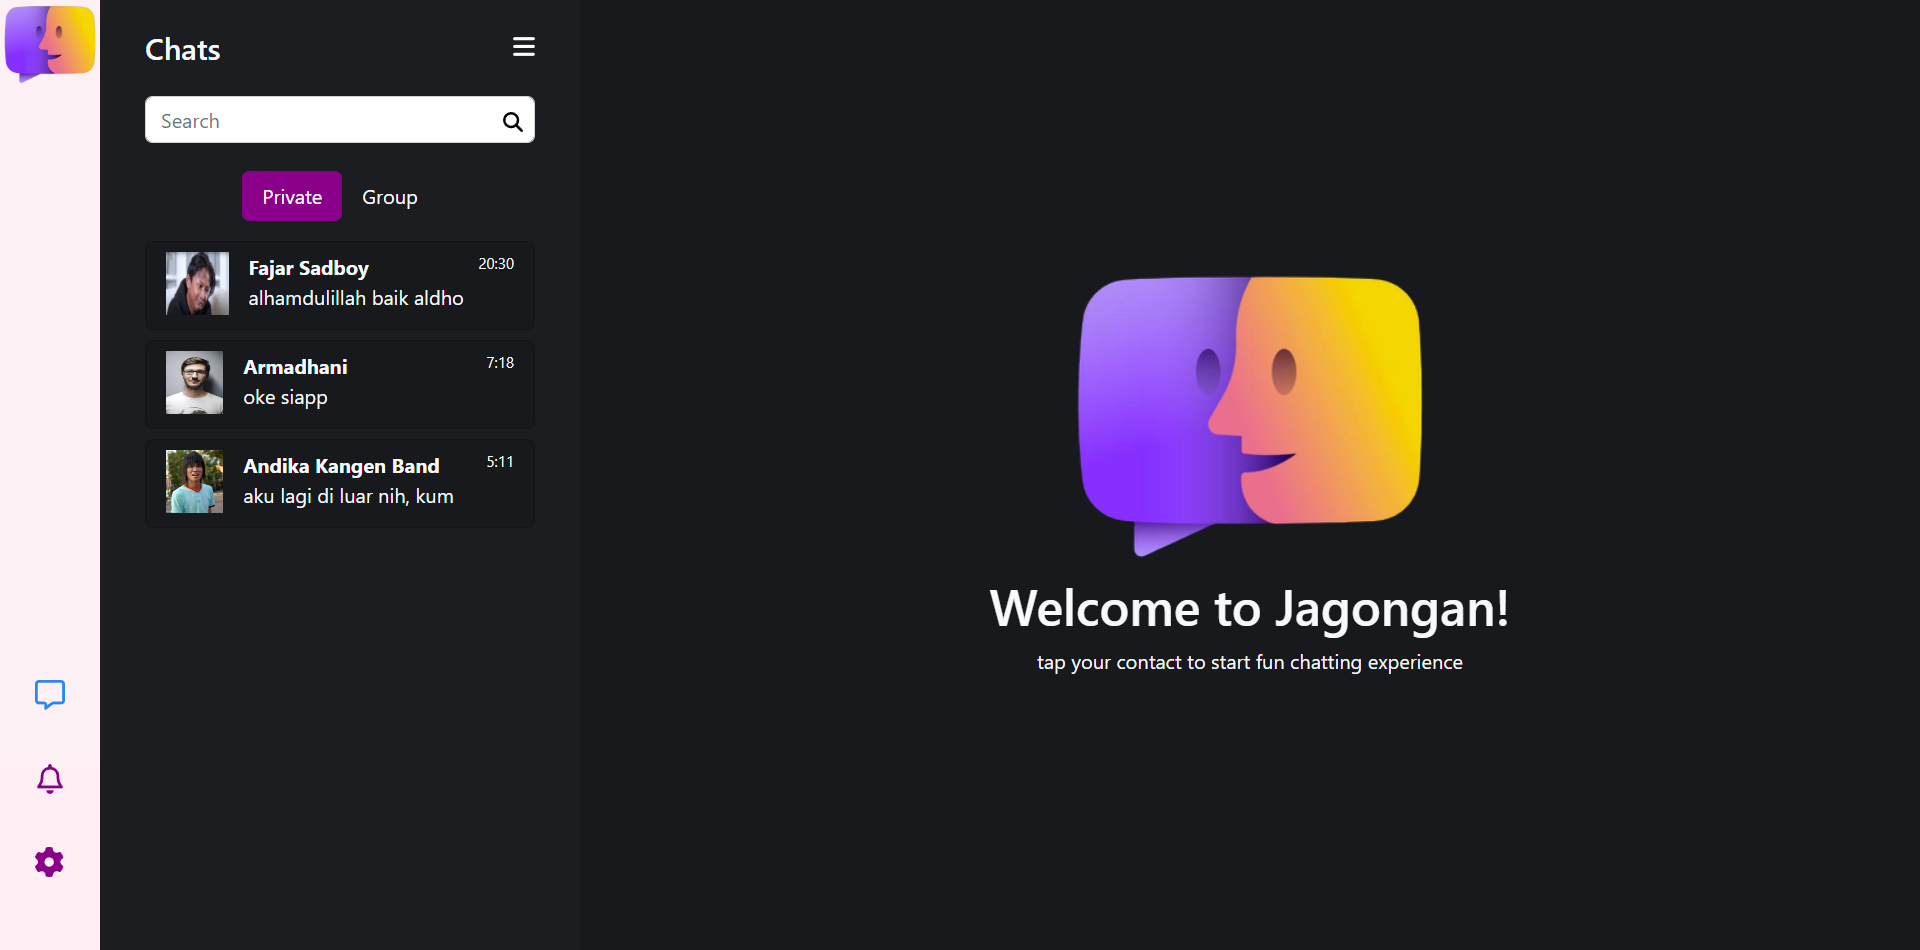 Chats
Search
Private Group
Fajar Sadboy 20:30
alhamdulillah baik aldho
Armadhani 7:18
oke siapp
Andika Kangen Band 5:11
aku lagi di luar nih, kum
Welcome to Jagongan!
tap your contact to start fun chatting experience